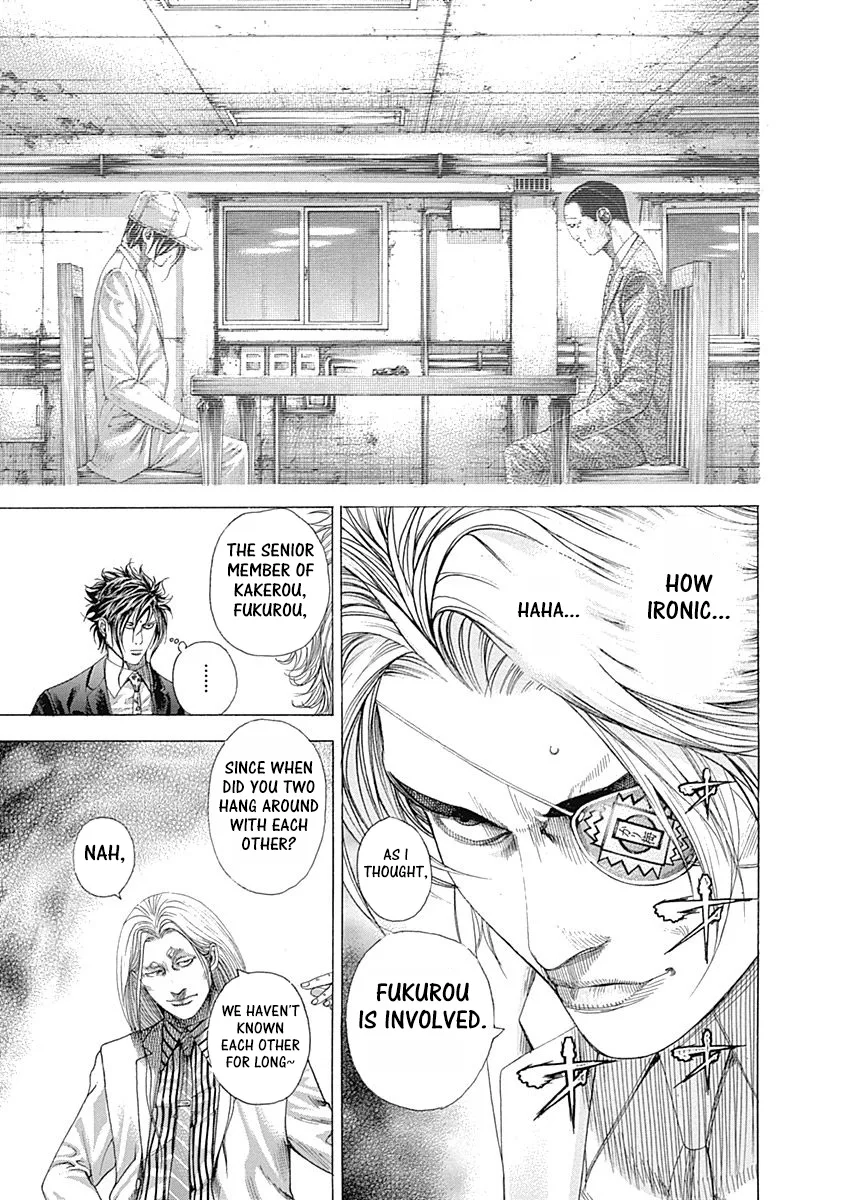 HOW
IRONIC...
HAHA...
AS I
THOUGHT,
FUKUROU
IS INVOLVED.
THE SENIOR
MEMBER OF
KAKEROU,
FUKUROU,
......
SINCE WHEN
DID YOU TWO
HANG AROUND
WITH EACH
OTHER?
NAH,
WE HAVEN'T
KNOWN
EACH OTHER
FOR LONG~